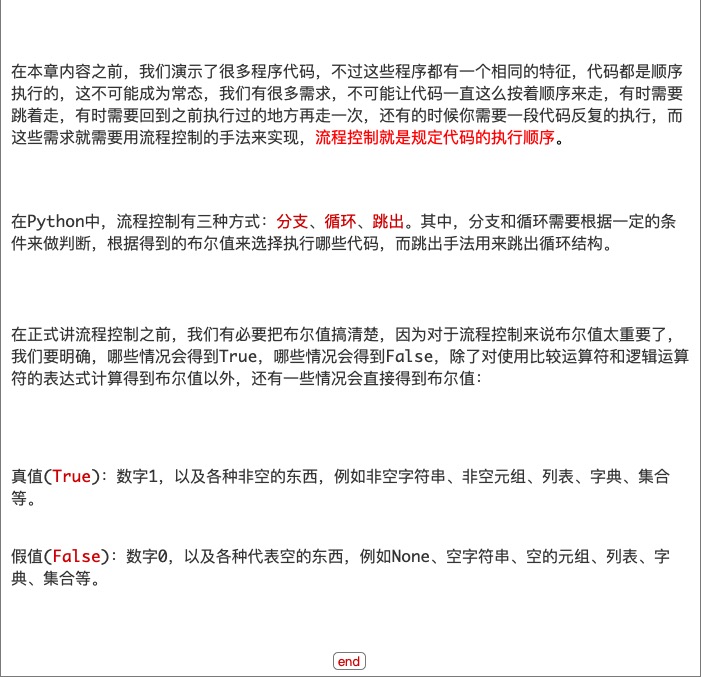 在本章内容之前，我们演示了很多程序代码，不过这些程序都有一个相同的特征，代码都是顺序
执行的，这不可能成为常态，我们有很多需求，不可能让代码一直这么按着顺序来走，有时需要
跳着走，有时需要回到之前执行过的地方再走一次，还有的时候你需要一段代码反复的执行，而
这些需求就需要用流程控制的手法来实现，流程控制就是规定代码的执行顺序。
在Python中，流程控制有三种方式：分支、循环、跳出。其中，分支和循环需要根据一定的条
件来做判断，根据得到的布尔值来选择执行哪些代码，而跳出手法用来跳出循环结构。
在正式讲流程控制之前，我们有必要把布尔值搞清楚，因为对于流程控制来说布尔值太重要了，
我们要明确，哪些情况会得到True，哪些情况会得到False，除了对使用比较运算符和逻辑运算
符的表达式计算得到布尔值以外，还有一些情况会直接得到布尔值：
真值(True)：数字1，以及各种非空的东西，例如非空字符串、非空元组、列表、字典、集合
等。
假值(False)：数字0，以及各种代表空的东西，例如None、空字符串、空的元组、列表、字
典、集合等。
end